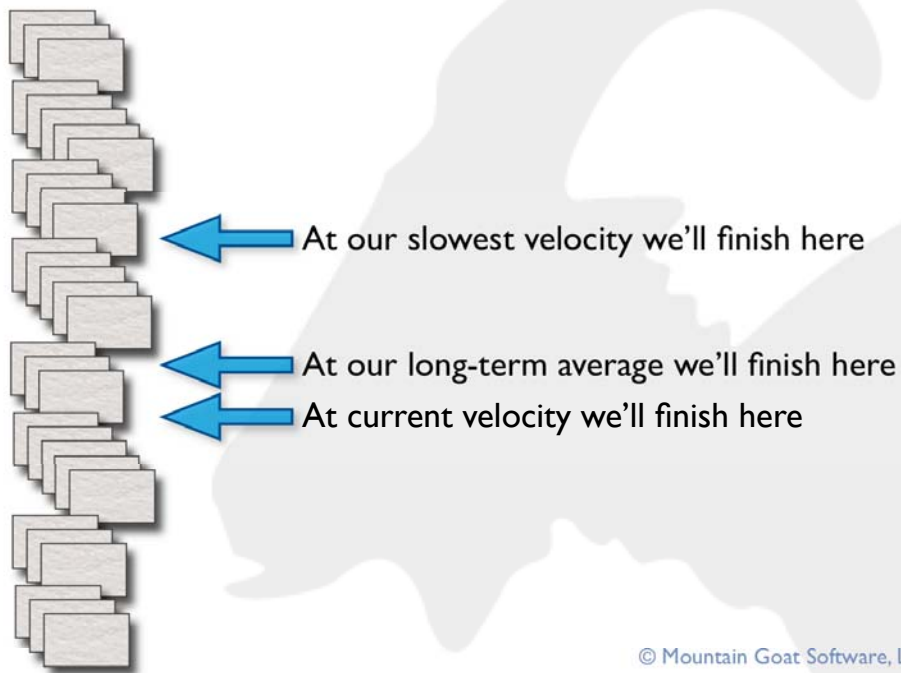 At our slowest velocity we’ll finish here
At our long-term average we’ll finish here
At current velocity we’ll finish here
© Mountain Goat Software,